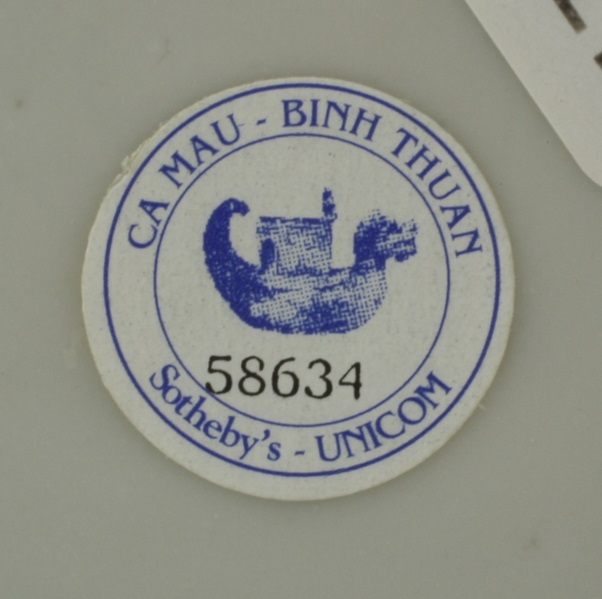 CA MAU - BINH THUAN
58634
Sotheby's - UNICOM